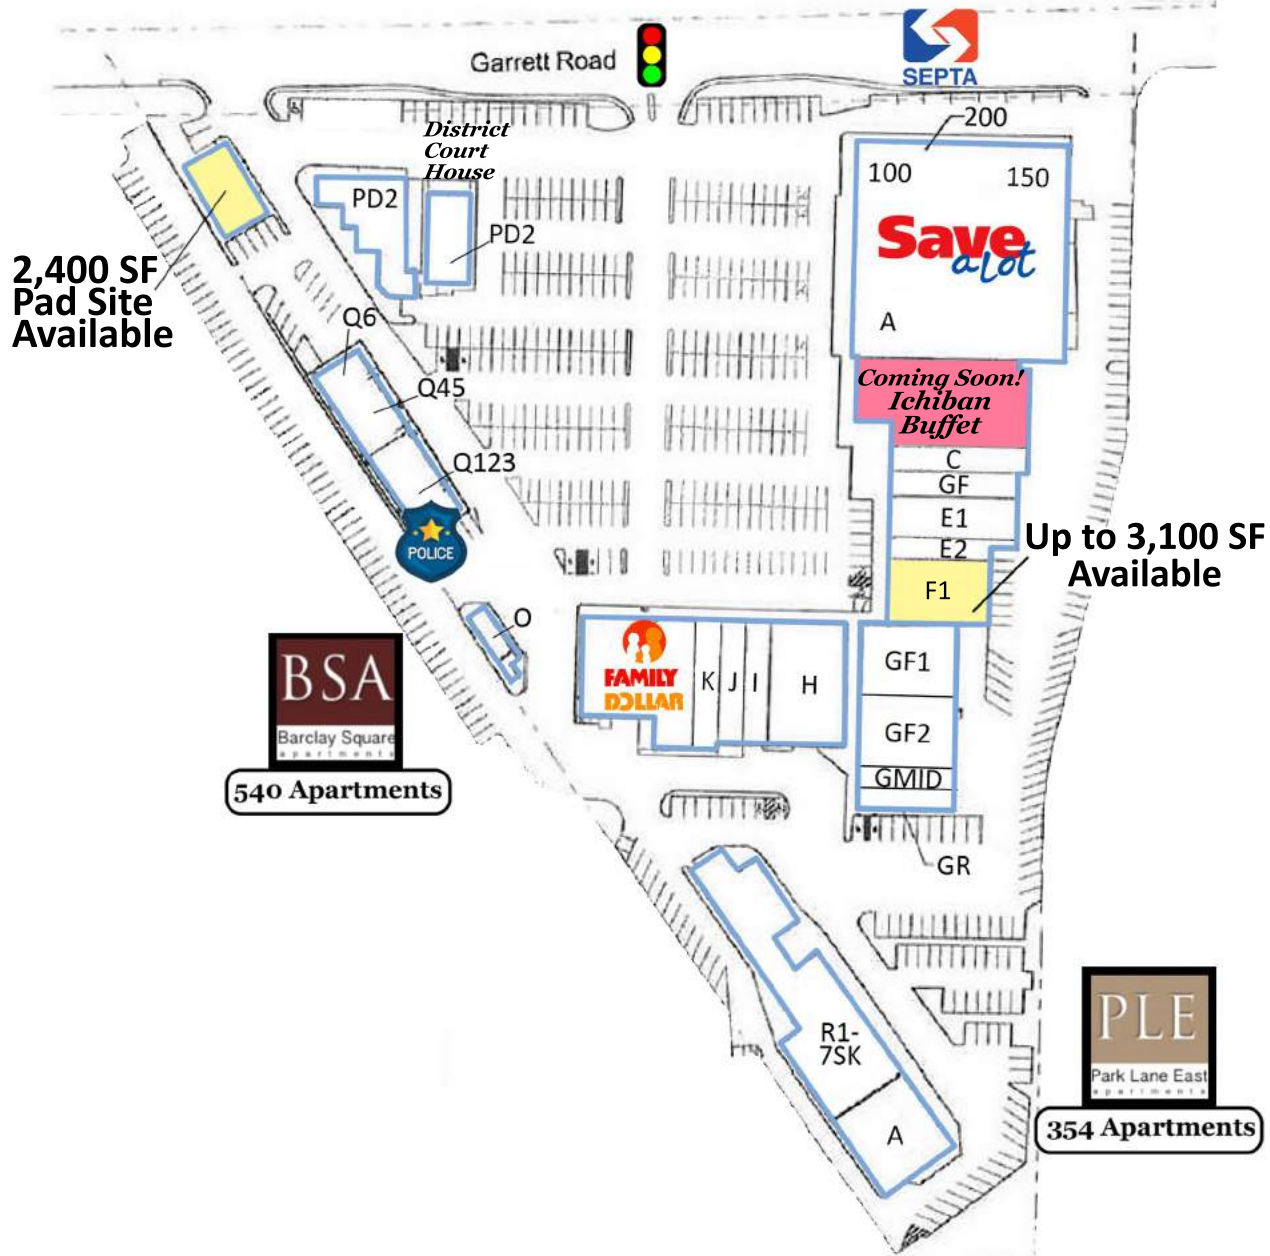 Garrett Road
SEPTA
200
District
Court
House
100
150
PD2
Save
a lot
PD2
2,400 SF
Pad Site
Available
A
Q6
Coming Soon!
Ichiban
Buffet
Q45
C
Q123
GF
E1
Up to 3,100 SF
Available
E2
POLICE
F1
O
BSA
Barclay Square
apartments
540 Apartments
FAMILY
DOLLAR
K
J
I
H
GF1
GF2
GMID
GR
R1-
7SK
A
PLE
Park Lane East
apartments
354 Apartments